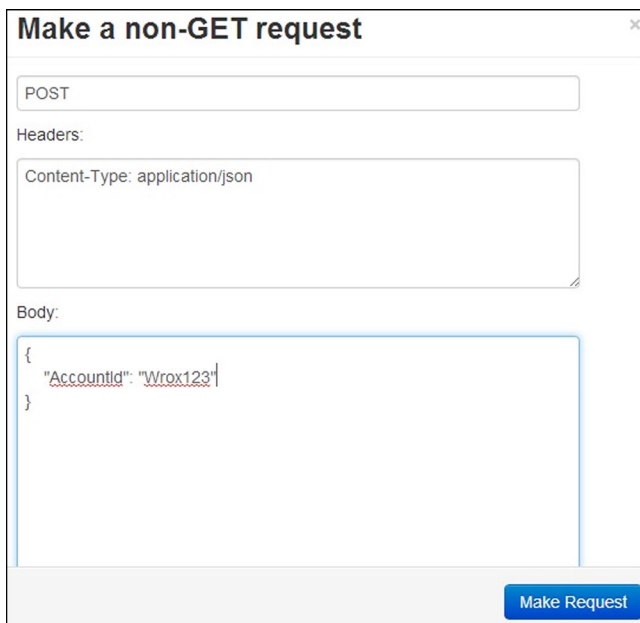 Make a non-GET request
×
POST
Headers:
Content-Type: application/json
Body:
{
"AccountId": "Wrox123"
}
Make Request